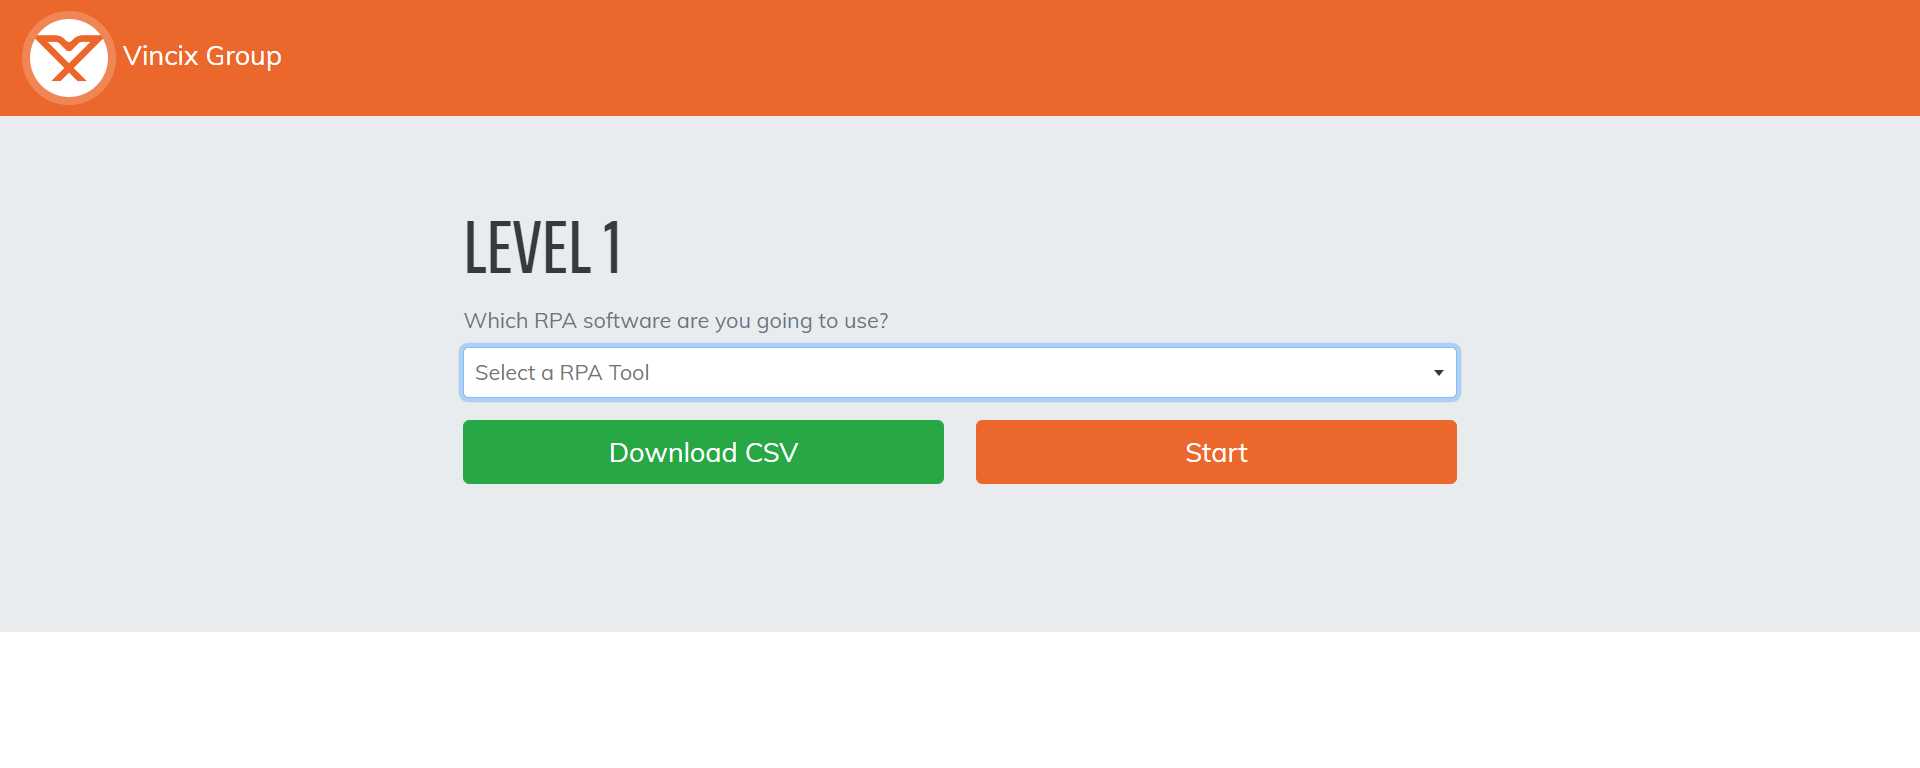 Vincix Group
LEVEL 1
Which RPA software are you going to use?
Select a RPA Tool
Download CSV
Start